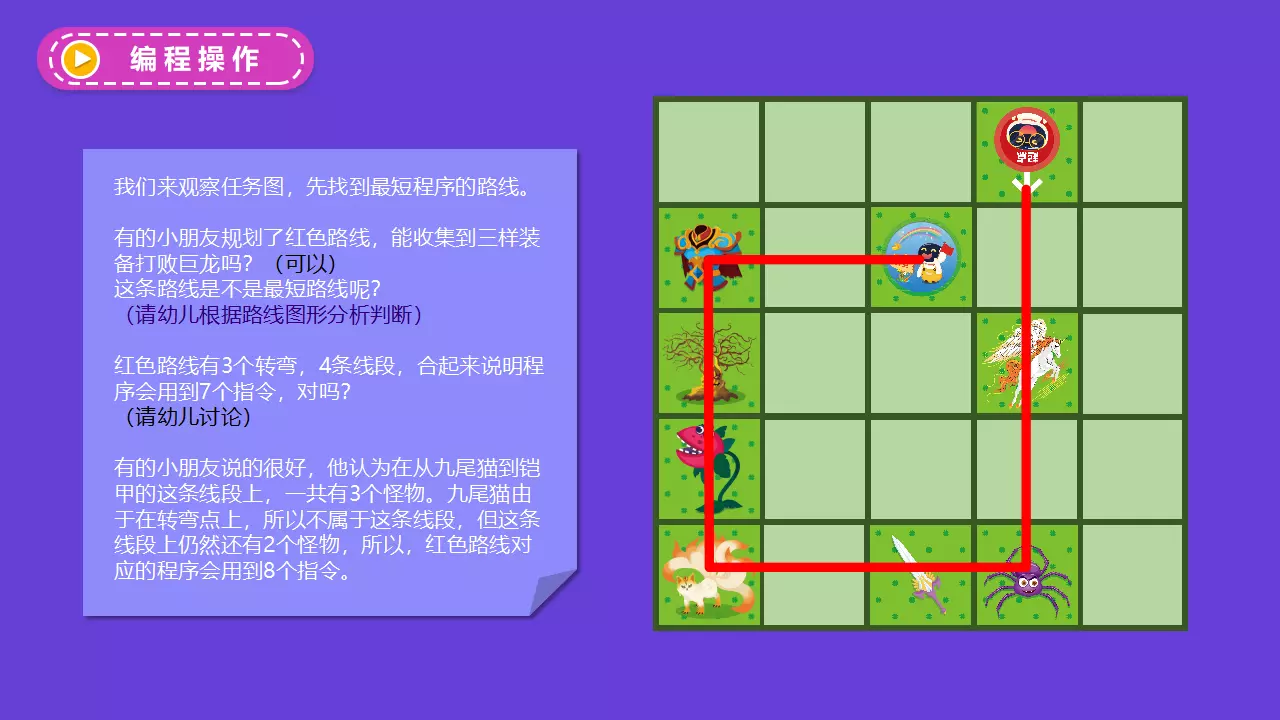 编程操作
我们来观察任务图，先找到最短程序的路线。
有的小朋友规划了红色路线，能收集到三样装
备打败巨龙吗？（可以）
这条路线是不是最短路线呢？
（请幼儿根据路线图形分析判断）
红色路线有3个转弯，4条线段，合起来说明程
序会用到7个指令，对吗？
（请幼儿讨论）
有的小朋友说的很好，他认为在从九尾猫到铠
甲的这条线段上，一共有3个怪物。九尾猫由
于在转弯点上，所以不属于这条线段，但这条
线段上仍然还有2个怪物，所以，红色路线对
应的程序会用到8个指令。